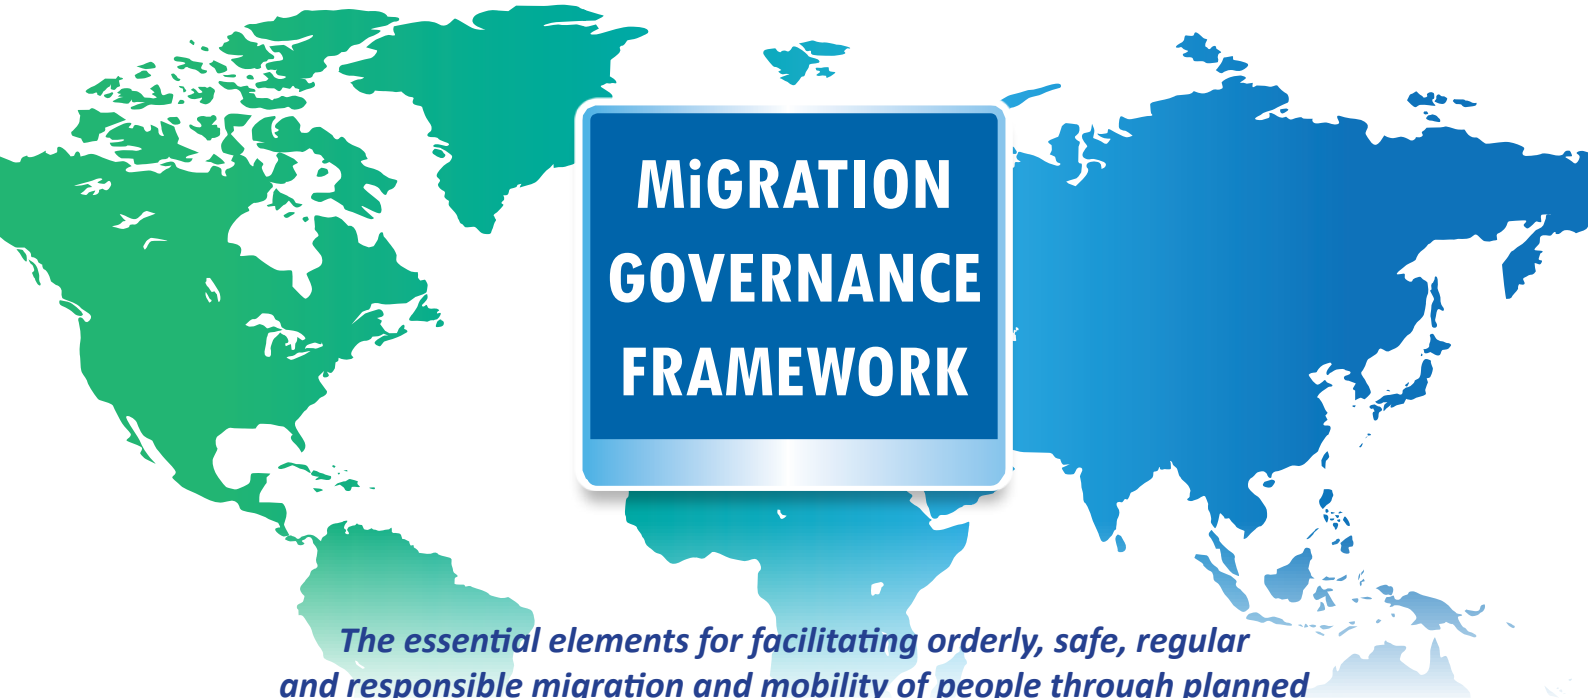 MiGRATION
GOVERNANCE
FRAMEWORK
The essential elements for facilitating orderly, safe, regular
and responsible migration and mobility of people through planned